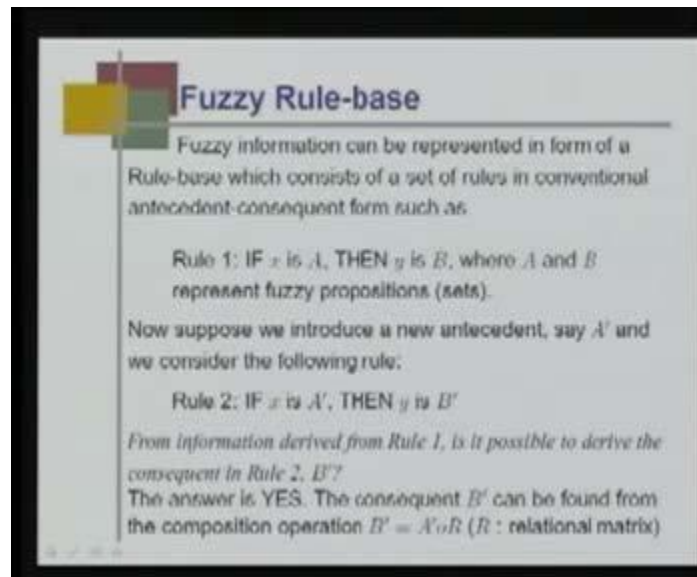 Fuzzy Rule-base
Fuzzy information can be represented in form of a
Rule-base which consists of a set of rules in conventional
antecedent-consequent form such as
Rule 1: IF x is A, THEN y is B, where A and B
represent fuzzy propositions (sets).
Now suppose we introduce a new antecedent, say A' and
we consider the following rule:
Rule 2: IF x is A', THEN y is B'
From information derived from Rule 1, is it possible to derive the
consequent in Rule 2, B'?
The answer is YES. The consequent B' can be found from
the composition operation B' = A'oR (R : relational matrix)